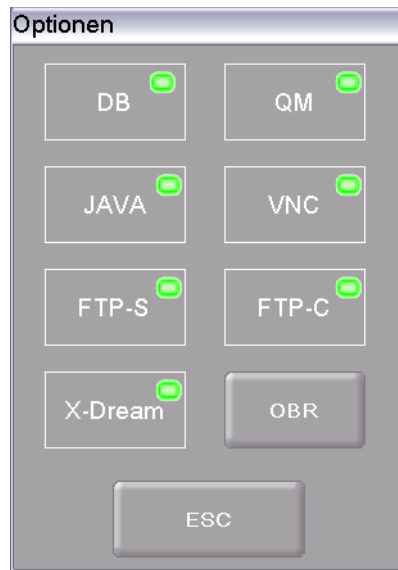 Optionen
DB
QM
JAVA
VNC
FTP-S
FTP-C
X-Dream
OBR
ESC